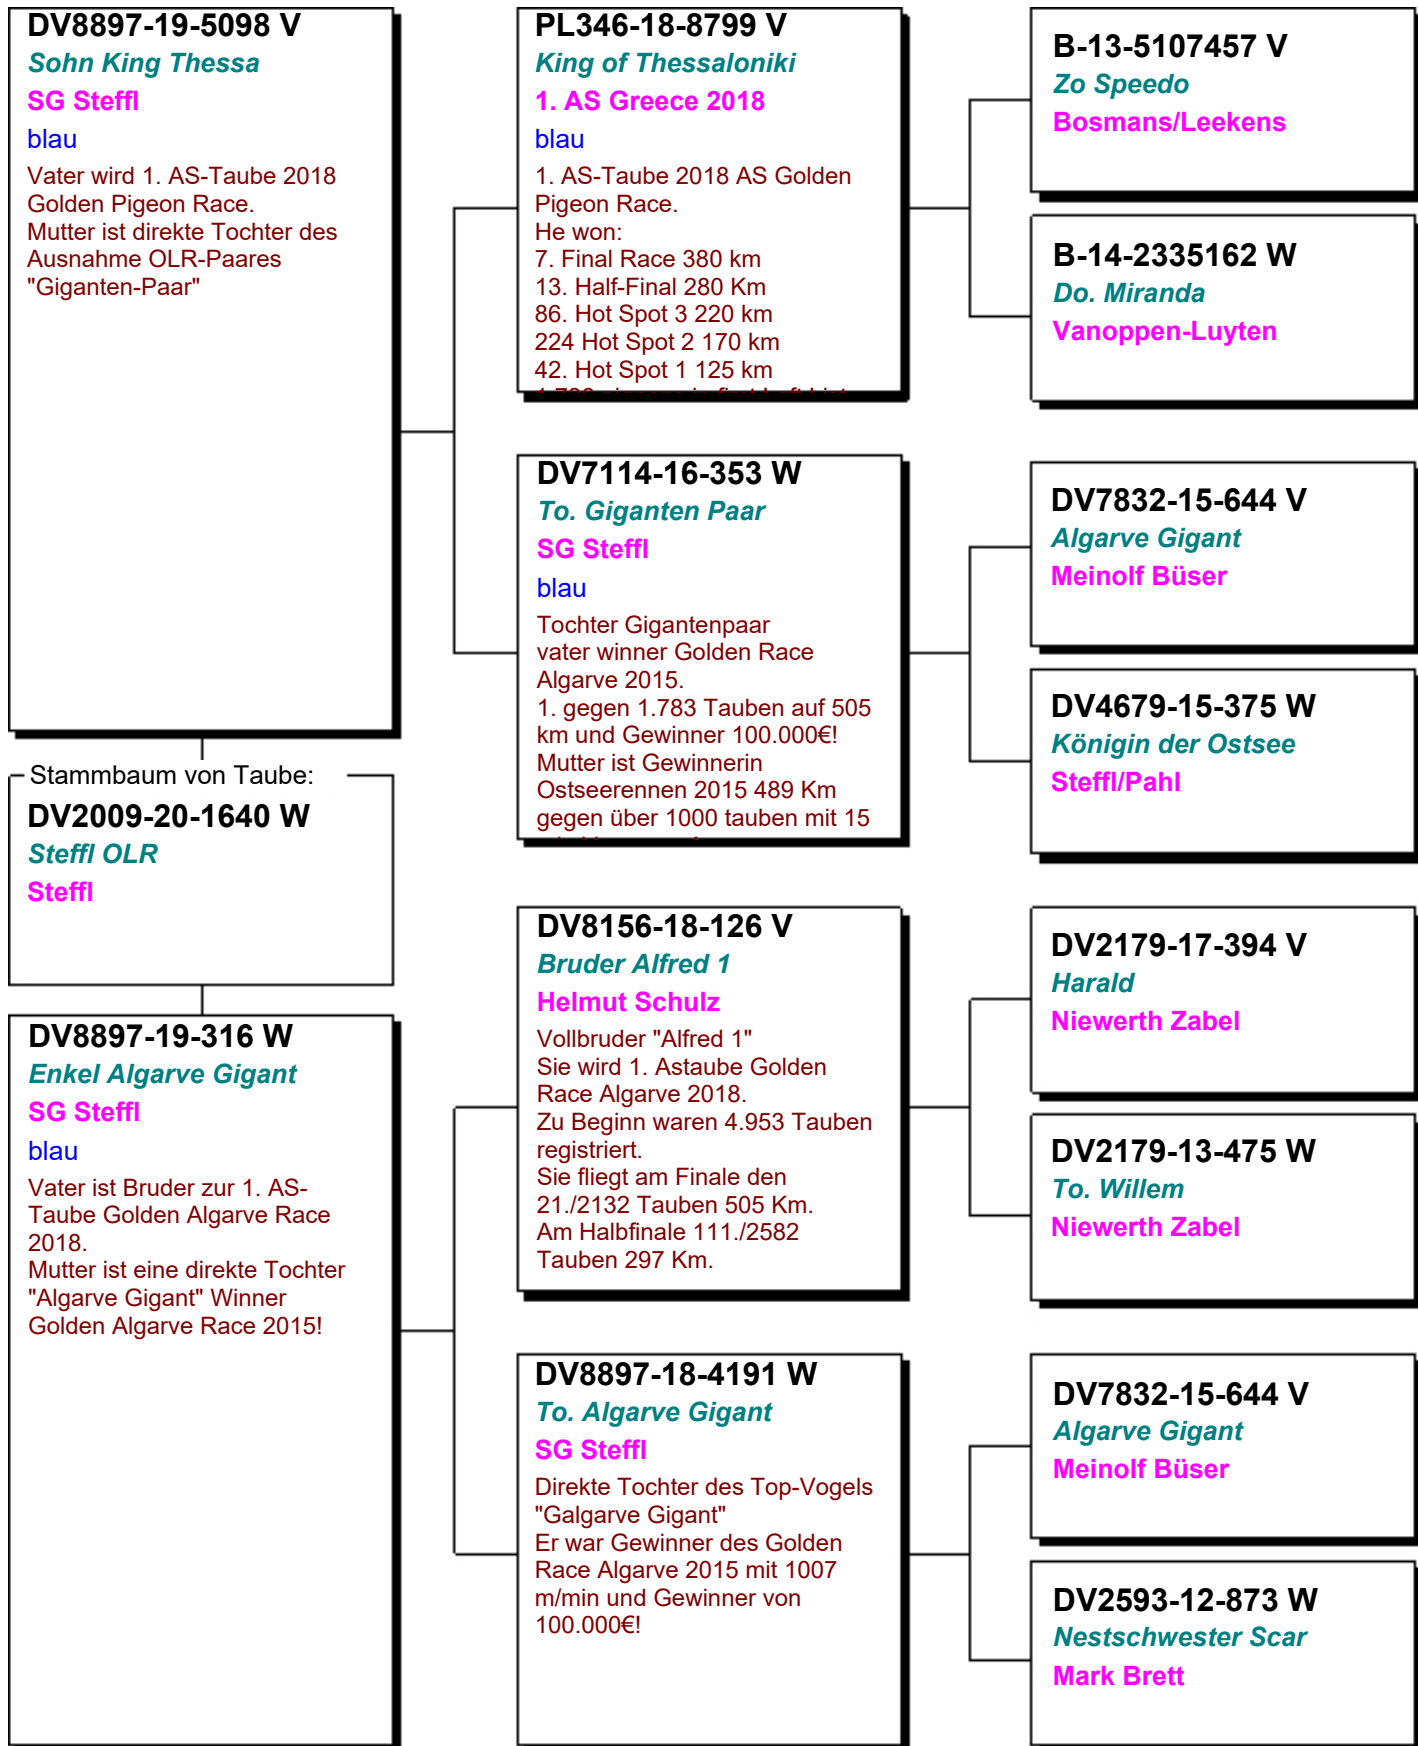 DV8897-19-5098 V
Sohn King Thessa
SG Steffl
blau
Vater wird 1. AS-Taube 2018
Golden Pigeon Race.
Mutter ist direkte Tochter des
Ausnahme OLR-Paares
"Giganten-Paar"
Stammbaum von Taube:
DV2009-20-1640 W
Steffl OLR
Steffl
DV8897-19-316 W
Enkel Algarve Gigant
SG Steffl
blau
Vater ist Bruder zur 1. AS-
Taube Golden Algarve Race
2018.
Mutter ist eine direkte Tochter
"Algarve Gigant" Winner
Golden Algarve Race 2015!
PL346-18-8799 V
King of Thessaloniki
1. AS Greece 2018
blau
1. AS-Taube 2018 AS Golden
Pigeon Race.
He won:
7. Final Race 380 km
13. Half-Final 280 Km
86. Hot Spot 3 220 km
224 Hot Spot 2 170 km
42. Hot Spot 1 125 km
DV7114-16-353 W
To. Giganten Paar
SG Steffl
blau
Tochter Gigantenpaar
vater winner Golden Race
Algarve 2015.
1. gegen 1.783 Tauben auf 505
km und Gewinner 100.000€!
Mutter ist Gewinnerin
Ostseerennen 2015 489 Km
gegen über 1000 tauben mit 15
DV8156-18-126 V
Bruder Alfred 1
Helmut Schulz
Vollbruder "Alfred 1"
Sie wird 1. Astaube Golden
Race Algarve 2018.
Zu Beginn waren 4.953 Tauben
registriert.
Sie fliegt am Finale den
21./2132 Tauben 505 Km.
Am Halbfinale 111./2582
Tauben 297 Km.
DV8897-18-4191 W
To. Algarve Gigant
SG Steffl
Direkte Tochter des Top-Vogels
"Galgarve Gigant"
Er war Gewinner des Golden
Race Algarve 2015 mit 1007
m/min und Gewinner von
100.000€!
B-13-5107457 V
Zo Speedo
Bosmans/Leekens
B-14-2335162 W
Do. Miranda
Vanoppen-Luyten
DV7832-15-644 V
Algarve Gigant
Meinolf Büser
DV4679-15-375 W
Königin der Ostsee
Steffl/Pahl
DV2179-17-394 V
Harald
Niewerth Zabel
DV2179-13-475 W
To. Willem
Niewerth Zabel
DV7832-15-644 V
Algarve Gigant
Meinolf Büser
DV2593-12-873 W
Nestschwester Scar
Mark Brett